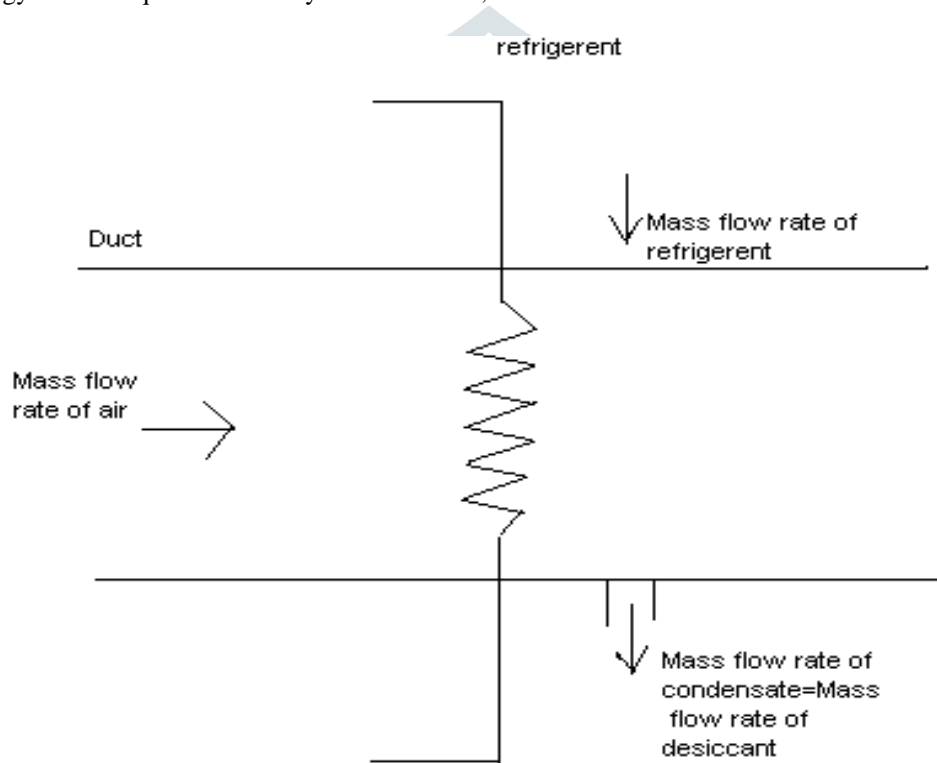 refrigerent
Duct
Mass flow rate of
refrigerent
Mass flow
rate of air
Mass flow rate of
condensate=Mass
flow rate of
desiccant